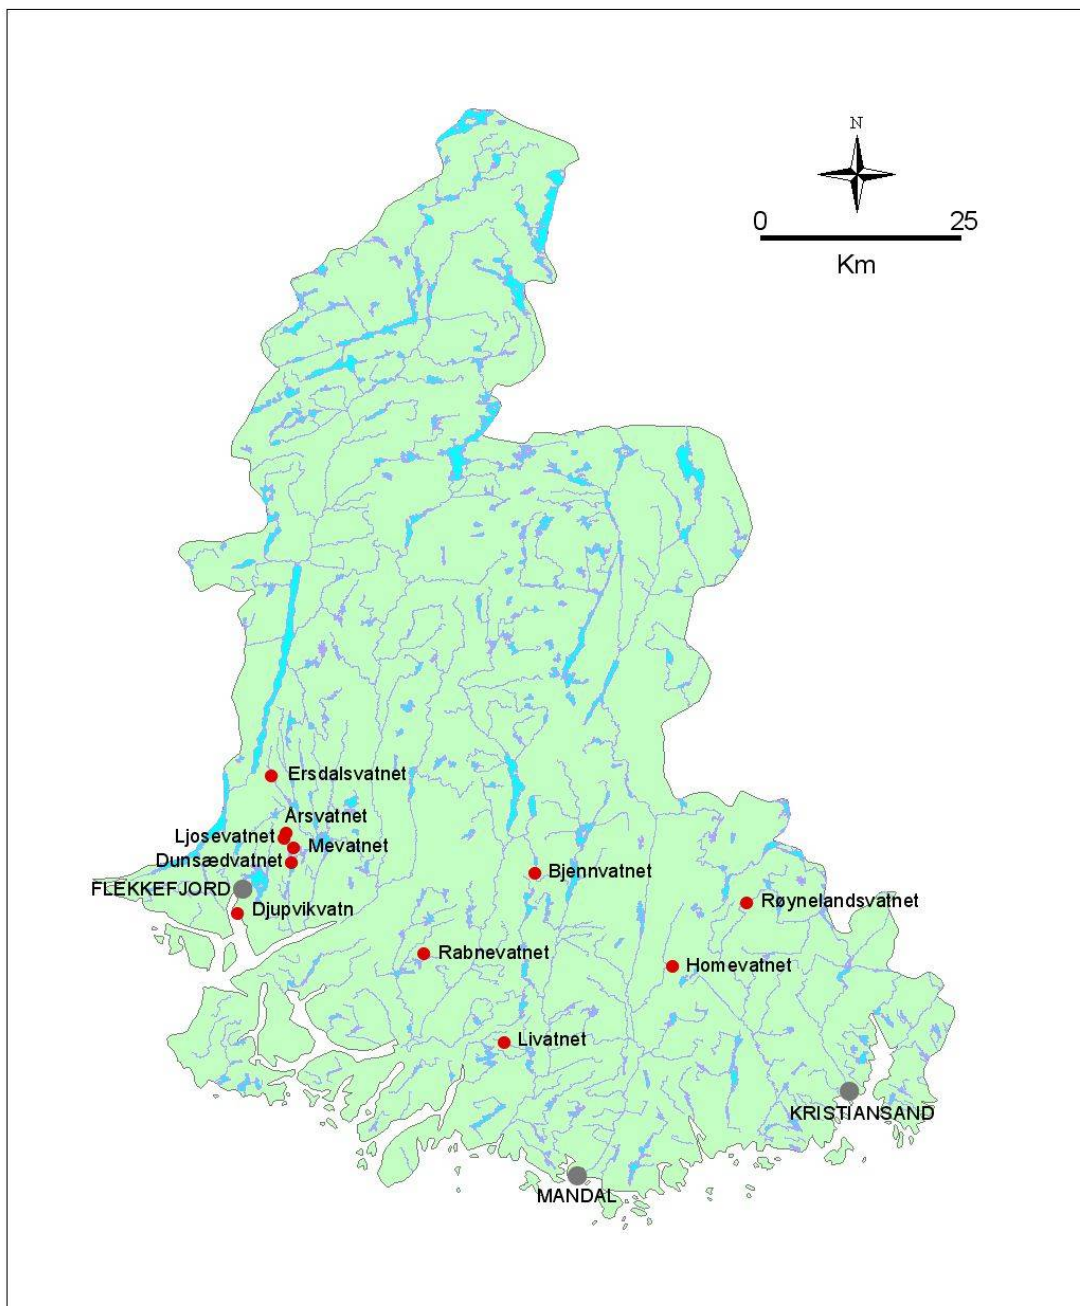 N
0 25
Km
Ersdalsvatnet
Årsvatnet
Ljosevatnet
Mevatnet
Dunsædvatnet
FLEKKEFJORD
Djupvikvatn
Bjennvatnet
Røynelandsvatnet
Rabnevatnet
Homevatnet
Livatnet
KRISTIANSAND
MANDAL